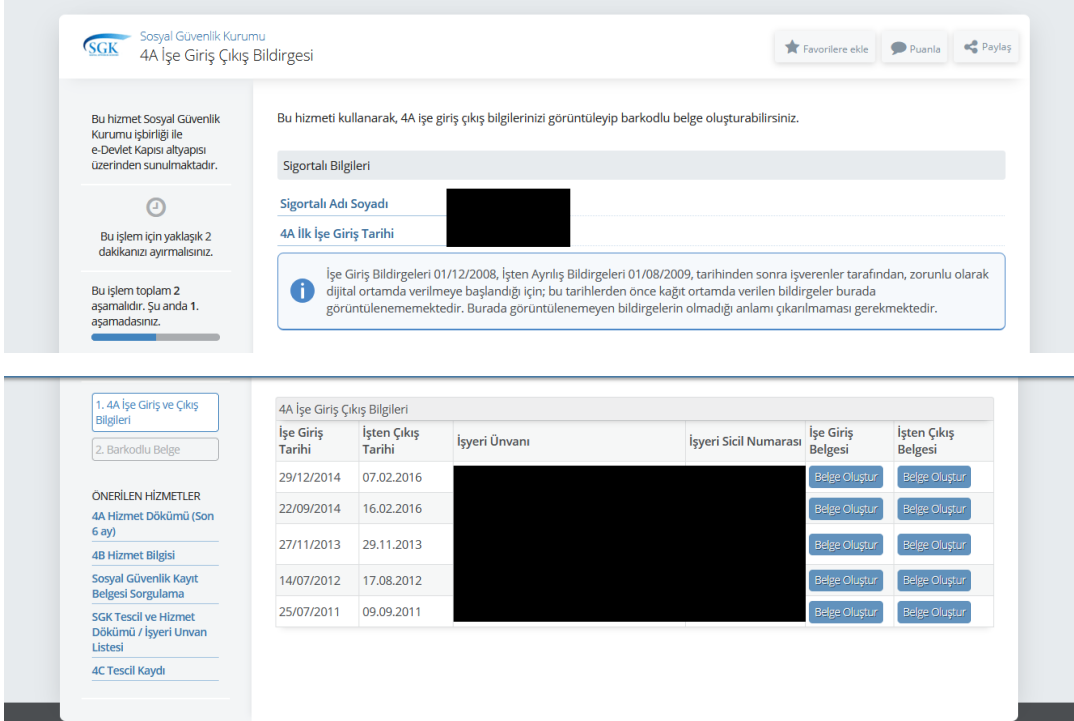 SGK
Sosyal Güvenlik Kurumu
4A İşe Giriş Çıkış Bildirgesi
Favorilere ekle
Puanla
Paylaş
Bu hizmet Sosyal Güvenlik
Kurumu işbirliği ile
e-Devlet Kapısı altyapısı
üzerinden sunulmaktadır.
Bu işlem için yaklaşık 2
dakikanızı ayırmalısınız.
Bu işlem toplam 2
aşamalıdır. Şu anda 1.
aşamadasınız.
Bu hizmeti kullanarak, 4A işe giriş çıkış bilgilerinizi görüntüleyip barkodlu belge oluşturabilirsiniz.
Sigortalı Bilgileri
Sigortalı Adı Soyadı
4A İlk İşe Giriş Tarihi
İşe Giriş Bildirgeleri 01/12/2008, İşten Ayrılış Bildirgeleri 01/08/2009, tarihinden sonra işverenler tarafından, zorunlu olarak
dijital ortamda verilmeye başlandığı için; bu tarihlerden önce kağıt ortamda verilen bildirgeler burada
görüntülenememektedir. Burada görüntülenemeyen bildirgelerin olmadığı anlamı çıkarılmaması gerekmektedir.
1. 4A İşe Giriş ve Çıkış
Bilgileri
2. Barkodlu Belge
ÖNERİLEN HİZMETLER
4A Hizmet Dökümü (Son
6 ay)
4B Hizmet Bilgisi
Sosyal Güvenlik Kayıt
Belgesi Sorgulama
SGK Tescil ve Hizmet
Dökümü / İşyeri Unvan
Listesi
4C Tescil Kaydı
4A İşe Giriş Çıkış Bilgileri
İşe Giriş Tarihi İşten Çıkış Tarihi İşyeri Ünvanı İşyeri Sicil Numarası İşe Giriş Belgesi İşten Çıkış Belgesi
29/12/2014 07.02.2016 Belge Oluştur Belge Oluştur
22/09/2014 16.02.2016 Belge Oluştur Belge Oluştur
27/11/2013 29.11.2013 Belge Oluştur Belge Oluştur
14/07/2012 17.08.2012 Belge Oluştur Belge Oluştur
25/07/2011 09.09.2011 Belge Oluştur Belge Oluştur